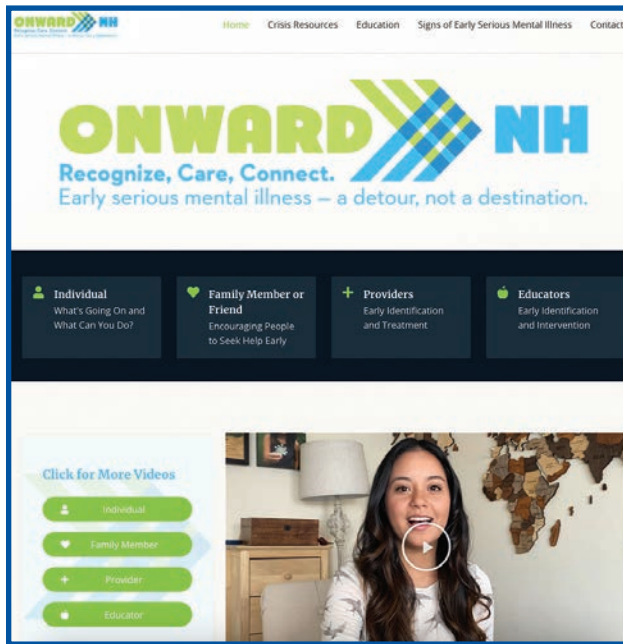 ONWARD NH
Recognize, Care, Connect.
Home Crisis Resources Education Signs of Early Serious Mental Illness Contact
ONWARD NH
Recognize, Care, Connect.
Early serious mental illness – a detour, not a destination.
Individual
What's Going On and
What Can You Do?
Family Member or
Friend
Encouraging People
to Seek Help Early
Providers
Early Identification
and Treatment
Educators
Early Identification
and Intervention
Click for More Videos
Individual
Family Member
Provider
Educator